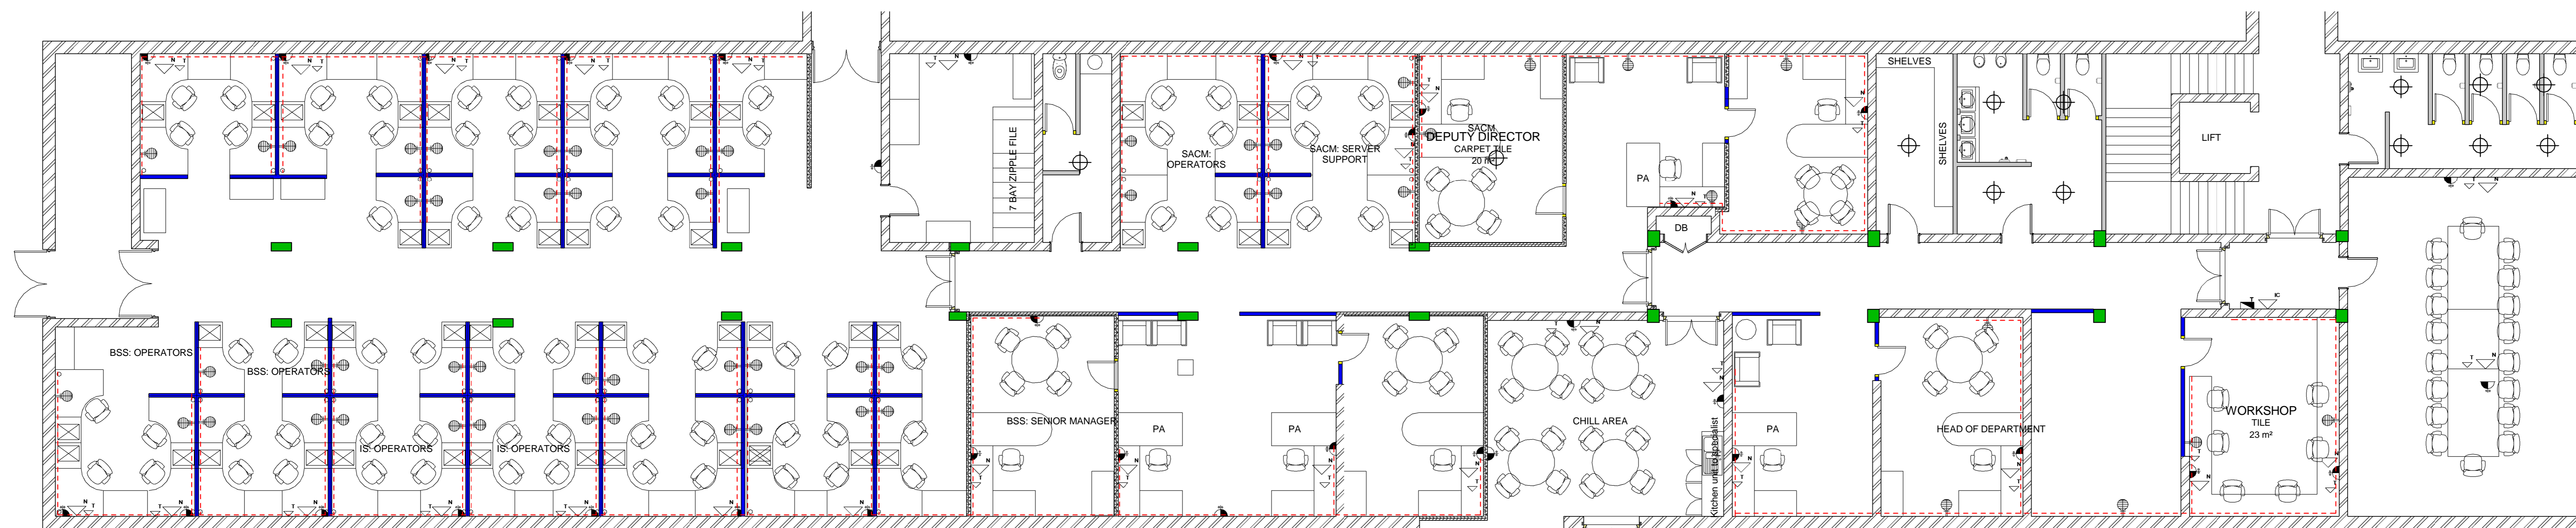 SHELVES
7 BAY ZIPPLE FILE
SACM:
OPERATORS
SACM: SERVER
SUPPORT
SACM
DEPUTY DIRECTOR
CARPET TILE
20 m²
PA
DB
SHELVES
LIFT
BSS: OPERATORS
BSS: OPERATORS
IS: OPERATORS
IS: OPERATORS
BSS: SENIOR MANAGER
PA
PA
CHILL AREA
Kitchen unit to specialist
PA
HEAD OF DEPARTMENT
WORKSHOP
TILE
23 m²
T
IC
N
T